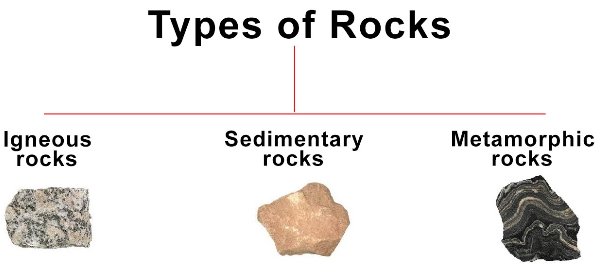 Types of Rocks
Igneous
rocks
Sedimentary
rocks
Metamorphic
rocks